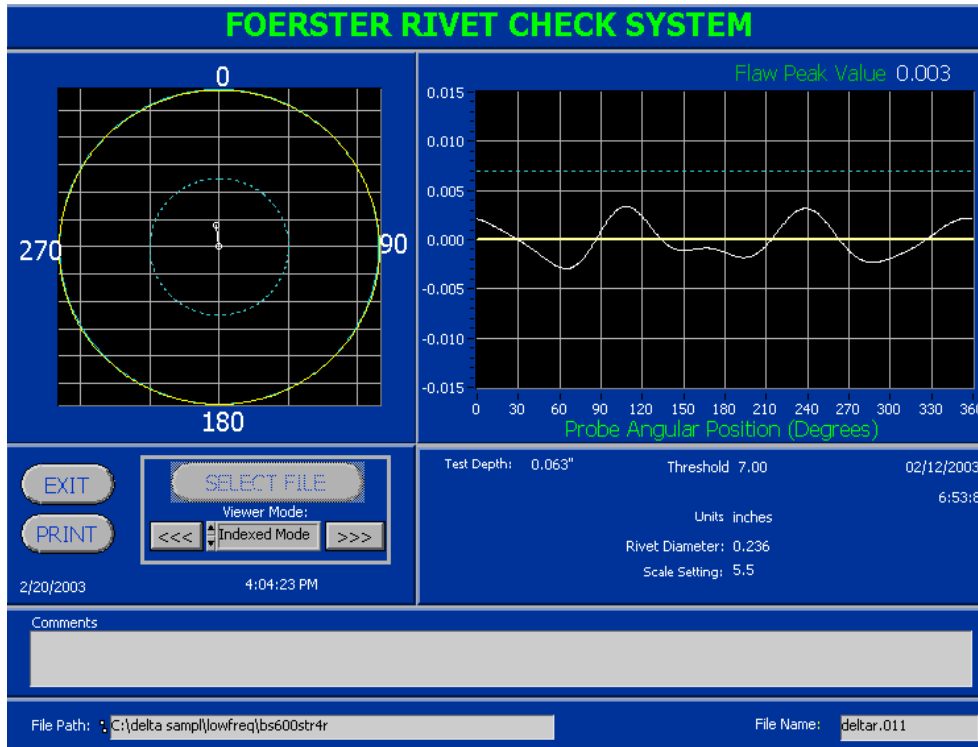 FOERSTER RIVET CHECK SYSTEM
0
270
90
180
Flaw Peak Value 0.003
0.015
0.010
0.005
0.000
-0.005
-0.010
-0.015
0 30 60 90 120 150 180 210 240 270 300 330 360
Probe Angular Position (Degrees)
EXIT
PRINT
SELECT FILE
Viewer Mode:
<<< Indexed Mode >>>
2/20/2003 4:04:23 PM
Test Depth: 0.063" Threshold 7.00 02/12/2003
6:53:8
Units inches
Rivet Diameter: 0.236
Scale Setting: 5.5
Comments
File Path: C:\delta sampl\lowfreq\bs600str4r File Name: deltar.011